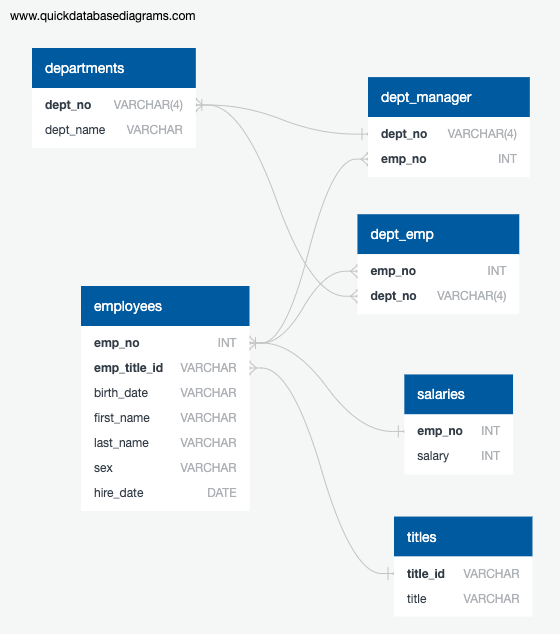 www.quickdatabasediagrams.com
departments
dept_no VARCHAR(4)
dept_name VARCHAR
dept_manager
dept_no VARCHAR(4)
emp_no INT
dept_emp
emp_no INT
dept_no VARCHAR(4)
employees
emp_no INT
emp_title_id VARCHAR
birth_date VARCHAR
first_name VARCHAR
last_name VARCHAR
sex VARCHAR
hire_date DATE
salaries
emp_no INT
salary INT
titles
title_id VARCHAR
title VARCHAR